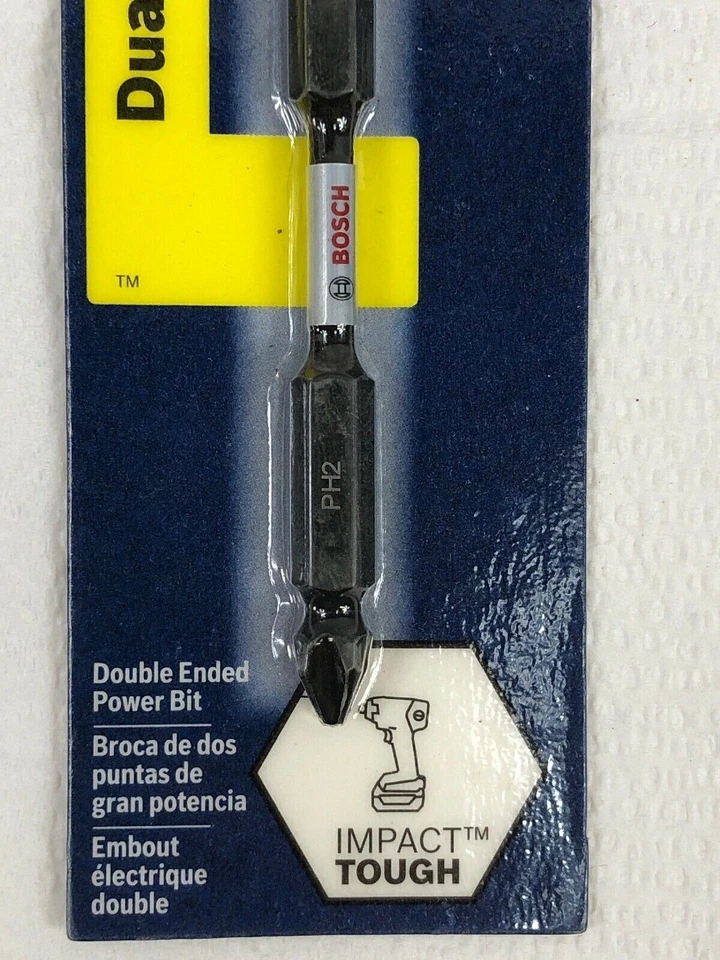 Dua
BOSCH
TM
PH2
Double Ended
Power Bit
Broca de dos
puntas de
gran potencia
Embout
électrique
double
IMPACT™
TOUGH